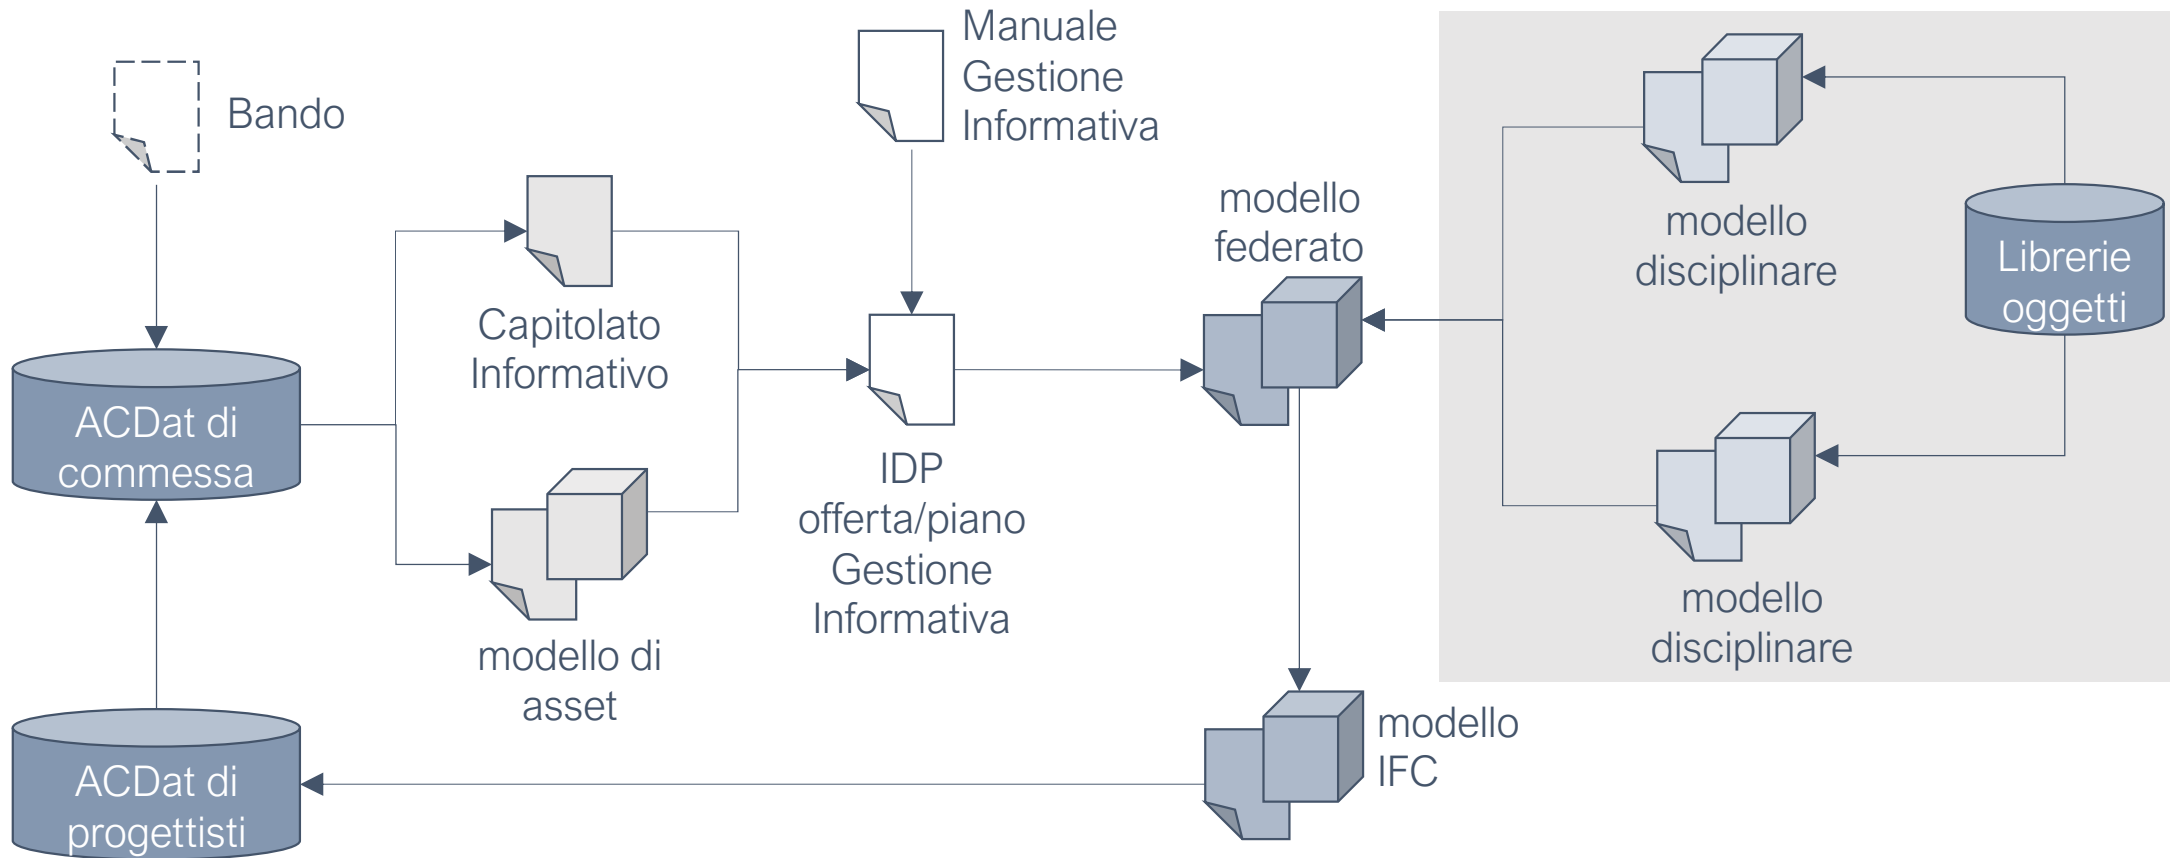 Bando
Manuale
Gestione
Informativa
modello
federato
modello
disciplinare
Librerie
oggetti
Capitolato
Informativo
ACDat di
commessa
IDP
offerta/piano
Gestione
Informativa
modello
disciplinare
modello di
asset
modello
IFC
ACDat di
progettisti